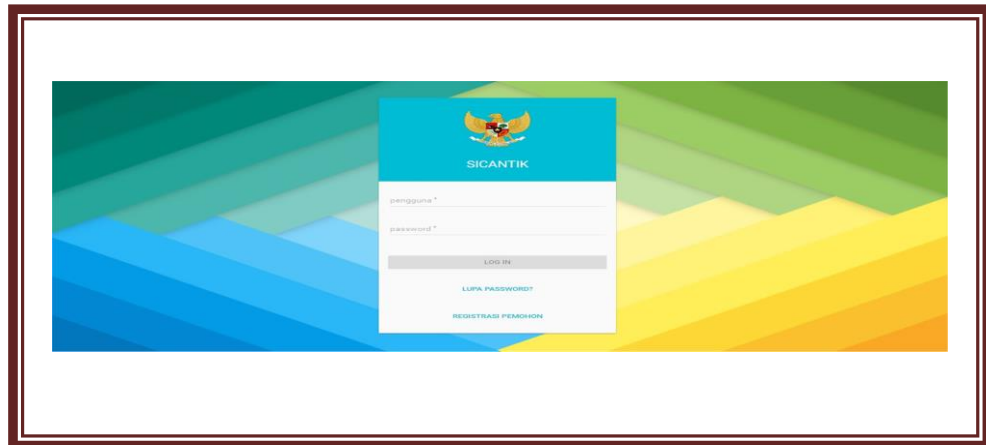 SICANTIK
pengguna *
password *
LOG IN
LUPA PASSWORD?
REGISTRASI PEMOHON